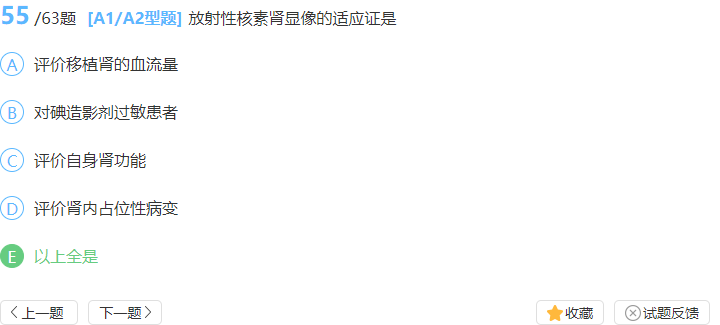 55 /63题 [A1/A2型题] 放射性核素肾显像的适应证是
A 评价移植肾的血流量
B 对碘造影剂过敏患者
C 评价自身肾功能
D 评价肾内占位性病变
E 以上全是
上一题 下一题 收藏 试题反馈